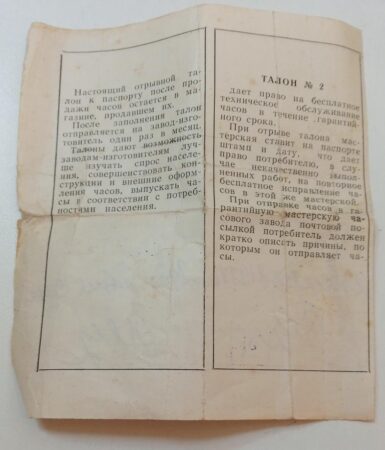 Настоящий отрывной та-
лон к паспорту после про-
дажи часов остается в ма-
газине, продавшем их.
После заполнения талон
отправляется на завод-изго-
товитель один раз в месяц.
Талоны дают возможность
заводам-изготовителям луч-
ше изучать спрос населе-
ния, совершенствовать кон-
струкции и внешние оформ-
ления часов, выпускать ча-
сы в соответствии с потреб-
ностями населения.
ТАЛОН № 2
дает право на бесплатное
техническое обслуживание
часов в течение гарантий-
ного срока.
При отрыве талона мас-
терская ставит на паспорте
штамп и дату, что дает
право потребителю, в слу-
чае некачественно выпол-
ненных работ, на повторное
бесплатное исправление ча-
сов в этой же мастерской.
При отправке часов в га-
рантийную мастерскую ча-
сового завода почтовой по-
сылкой потребитель должен
кратко описать причины, по
которым он отправляет ча-
сы.